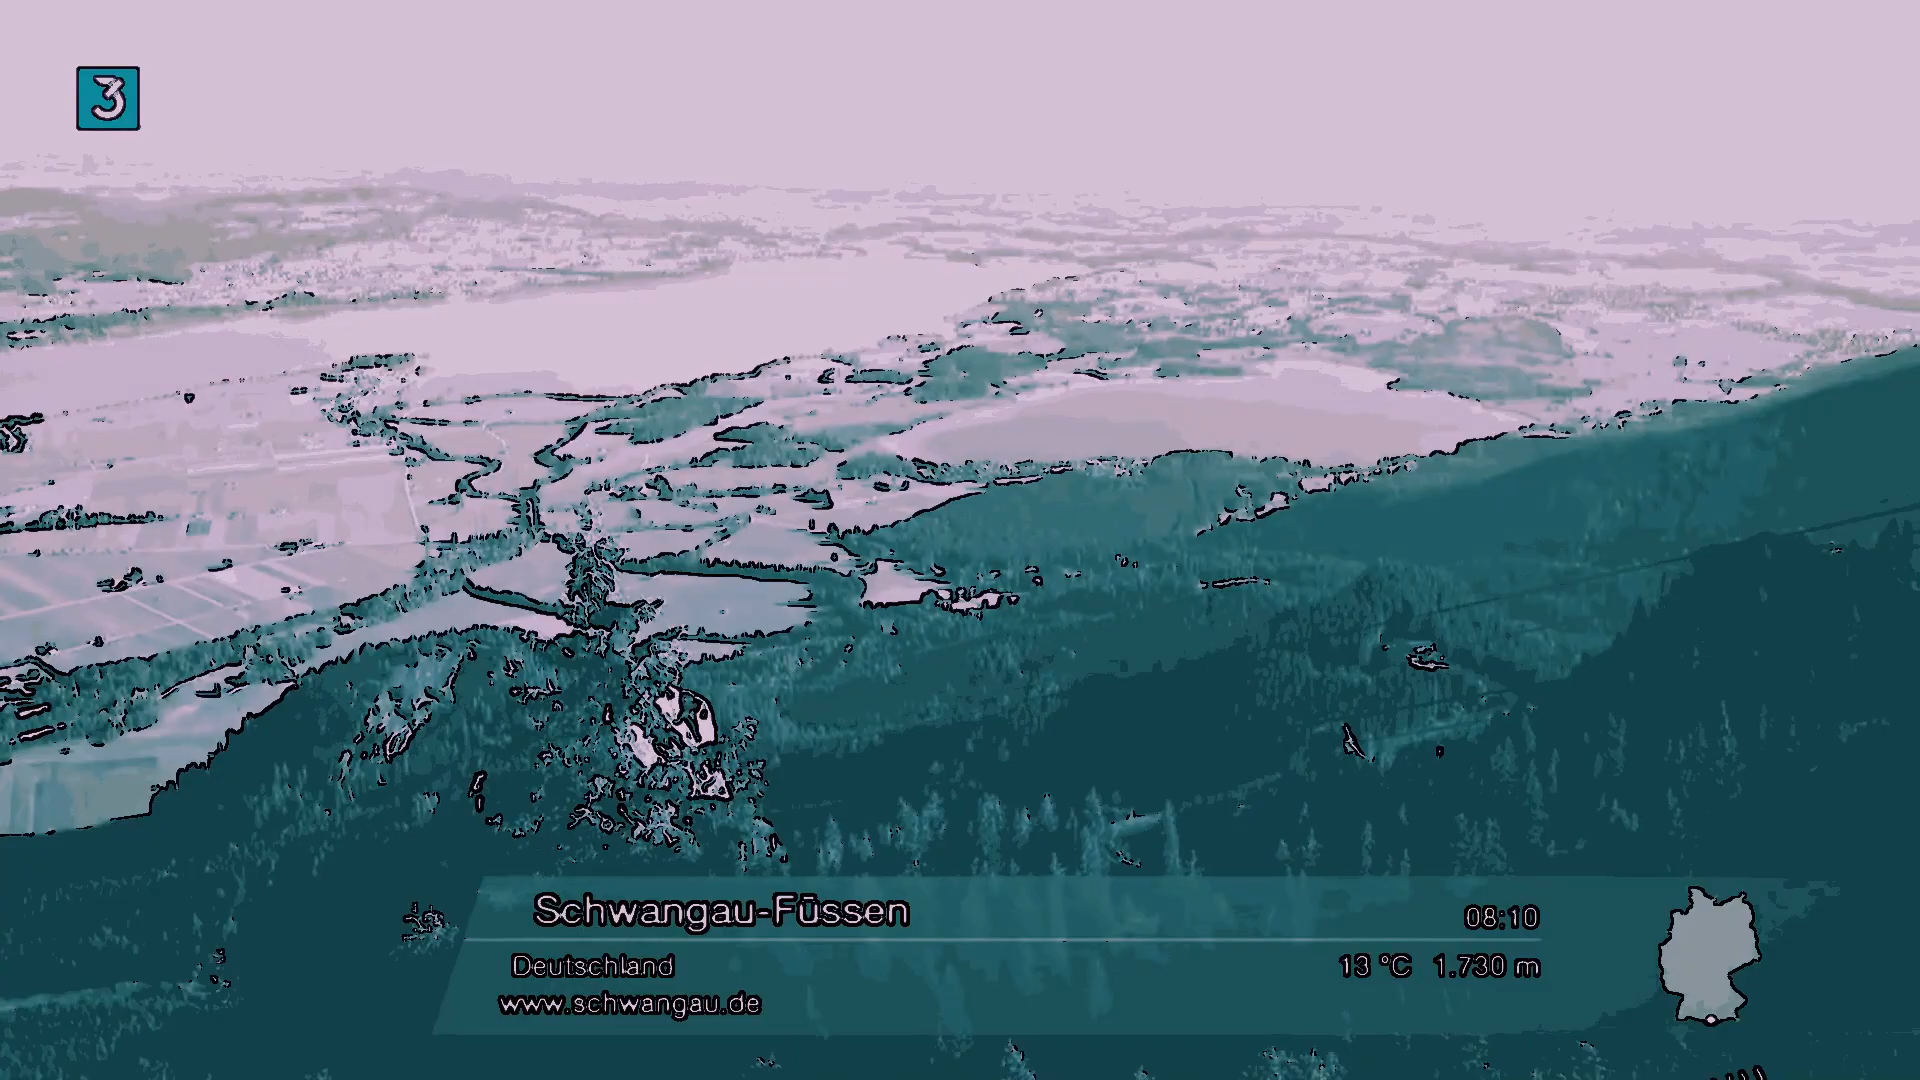 3
Schwangau-Füssen
08:10
Deutschland
13 °C 1.730 m
www.schwangau.de